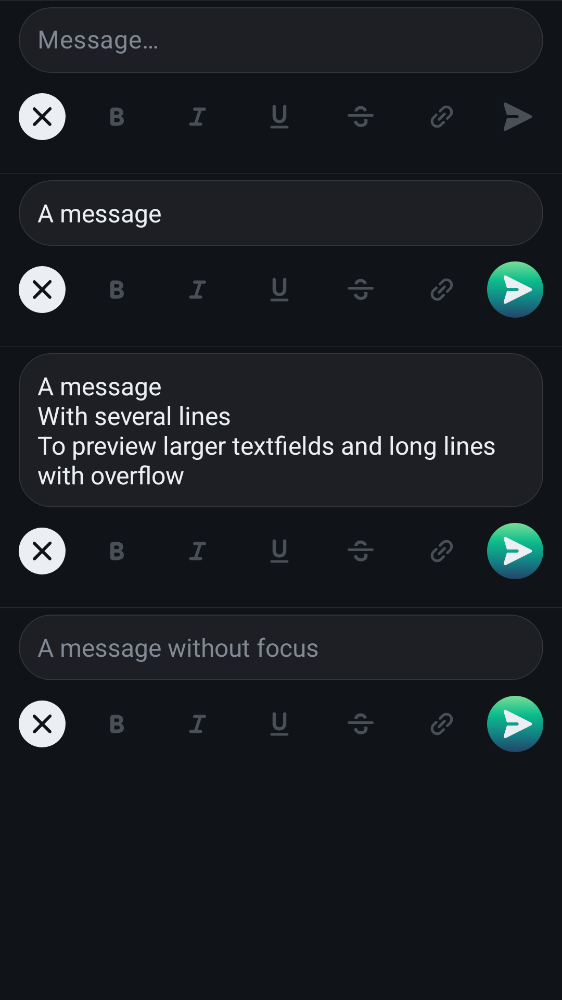 Message…
B I U S
A message
B I U S
A message
With several lines
To preview larger textfields and long lines
with overflow
B I U S
A message without focus
B I U S